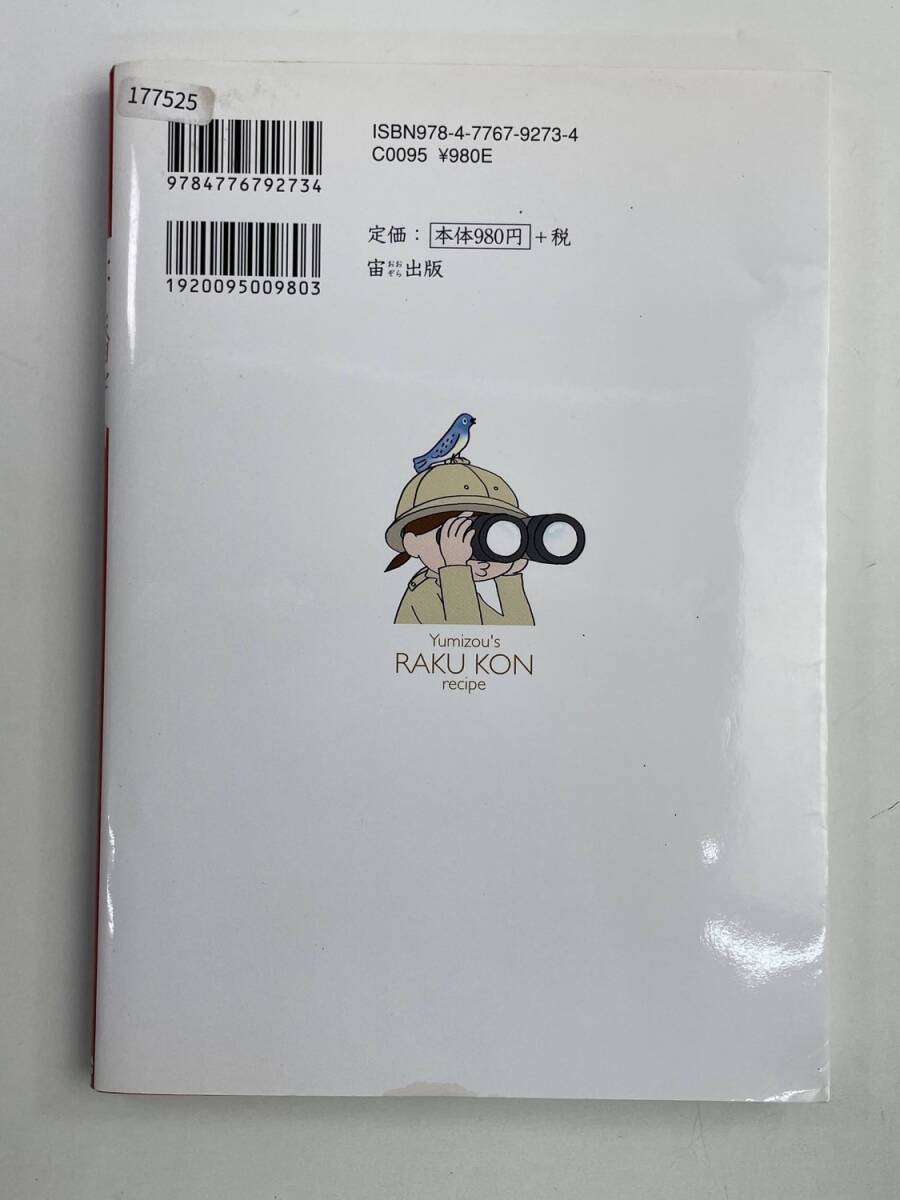 177525
ISBN978-4-7767-9273-4
C0095 ¥980E
9784776792734
定価：本体980円＋税
宙おおぞら出版
1920095009803
Yumizou's
RAKU KON
recipe